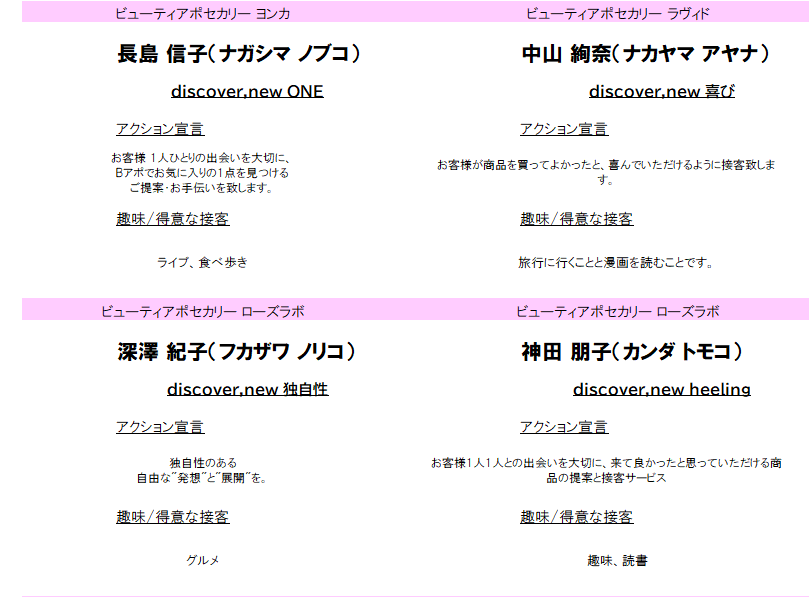 ビューティアポセカリー ヨンカ
長島 信子(ナガシマ ノブコ)
discover,new ONE
アクション宣言
お客様 1人ひとりの出会いを大切に、
Bアポでお気に入りの1点を見つける
ご提案・お手伝いを致します。
趣味/得意な接客
ライブ、食べ歩き
ビューティアポセカリー ラヴィド
中山 絢奈(ナカヤマ アヤナ)
discover,new 喜び
アクション宣言
お客様が商品を買ってよかったと、喜んでいただけるように接客致しま
す。
趣味/得意な接客
旅行に行くことと漫画を読むことです。
ビューティアポセカリー ローズラボ
深澤 紀子(フカザワ ノリコ)
discover,new 独自性
アクション宣言
独自性のある
自由な~発想~と~展開~を。
趣味/得意な接客
グルメ
ビューティアポセカリー ローズラボ
神田 朋子(カンダ トモコ)
discover,new heeling
アクション宣言
お客様1人1人との出会いを大切に、来て良かったと思っていただける商
品の提案と接客サービス
趣味/得意な接客
趣味、読書